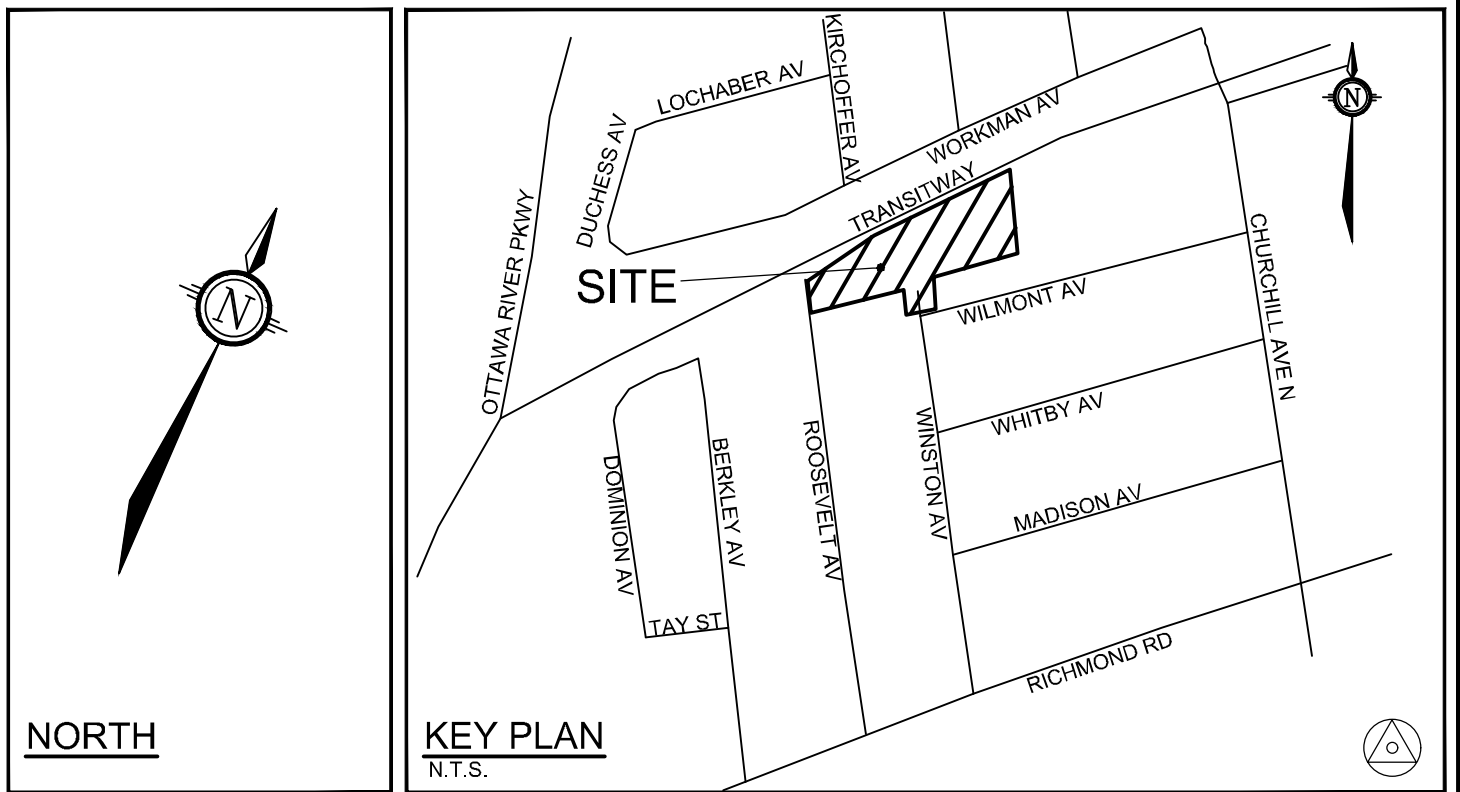 N
NORTH
KIRCHOFFER AV
LOCHABER AV
N
DUCHESS AV
WORKMAN AV
TRANSITWAY
OTTAWA RIVER PKWY
SITE
CHURCHILL AVE N
WILMONT AV
WHITBY AV
WINSTON AV
ROOSEVELT AV
BERKLEY AV
DOMINION AV
MADISON AV
TAY ST
RICHMOND RD
KEY PLAN
N.T.S.